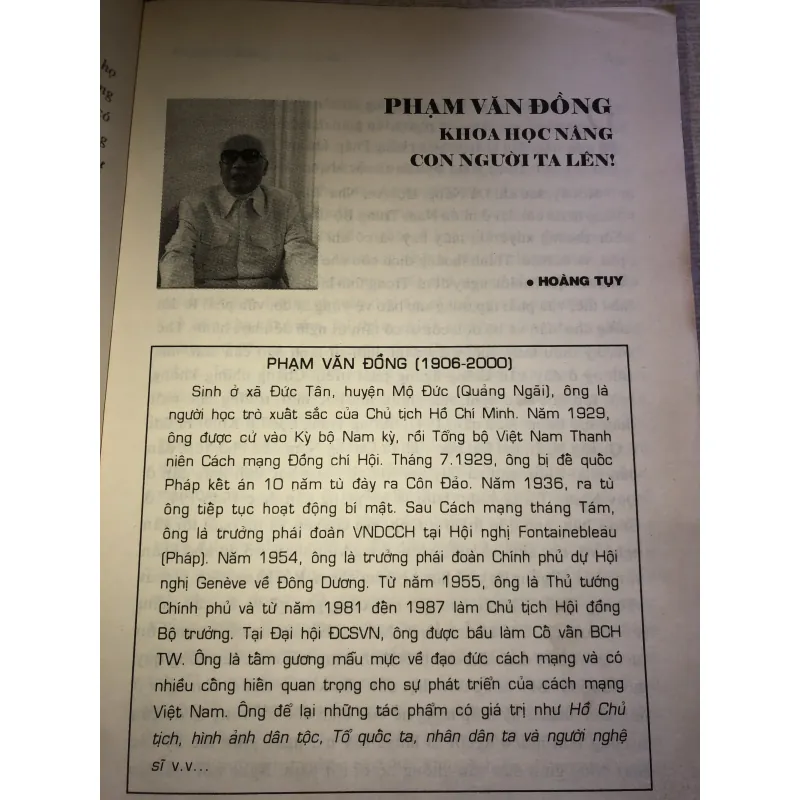 họ
PHẠM VĂN ĐỒNG
KHOA HỌC NÂNG
CON NGƯỜI TA LÊN!
• HOÀNG TỤY
PHẠM VĂN ĐỒNG (1906-2000)
Sinh ở xã Đức Tân, huyện Mộ Đức (Quảng Ngãi), ông là
người học trò xuất sắc của Chủ tịch Hồ Chí Minh. Năm 1929,
ông được cử vào Kỳ bộ Nam kỳ, rồi Tổng bộ Việt Nam Thanh
niên Cách mạng Đồng chí Hội. Tháng 7.1929, ông bị đế quốc
Pháp kết án 10 năm tù đày ra Côn Đảo. Năm 1936, ra tù
ông tiếp tục hoạt động bí mật. Sau Cách mạng tháng Tám,
ông là trưởng phái đoàn VNDCCH tại Hội nghị Fontainebleau
(Pháp). Năm 1954, ông là trưởng phái đoàn Chính phủ dự Hội
nghị Genève về Đông Dương. Từ năm 1955, ông là Thủ tướng
Chính phủ và từ năm 1981 đến 1987 làm Chủ tịch Hội đồng
Bộ trưởng. Tại Đại hội ĐCSVN, ông được bầu làm Cố vấn BCH
TW. Ông là tấm gương mẫu mực về đạo đức cách mạng và có
nhiều cống hiến quan trọng cho sự phát triển của cách mạng
Việt Nam. Ông để lại những tác phẩm có giá trị như Hồ Chủ
tịch, hình ảnh dân tộc, Tổ quốc ta, nhân dân ta và người nghệ
sĩ v.v...